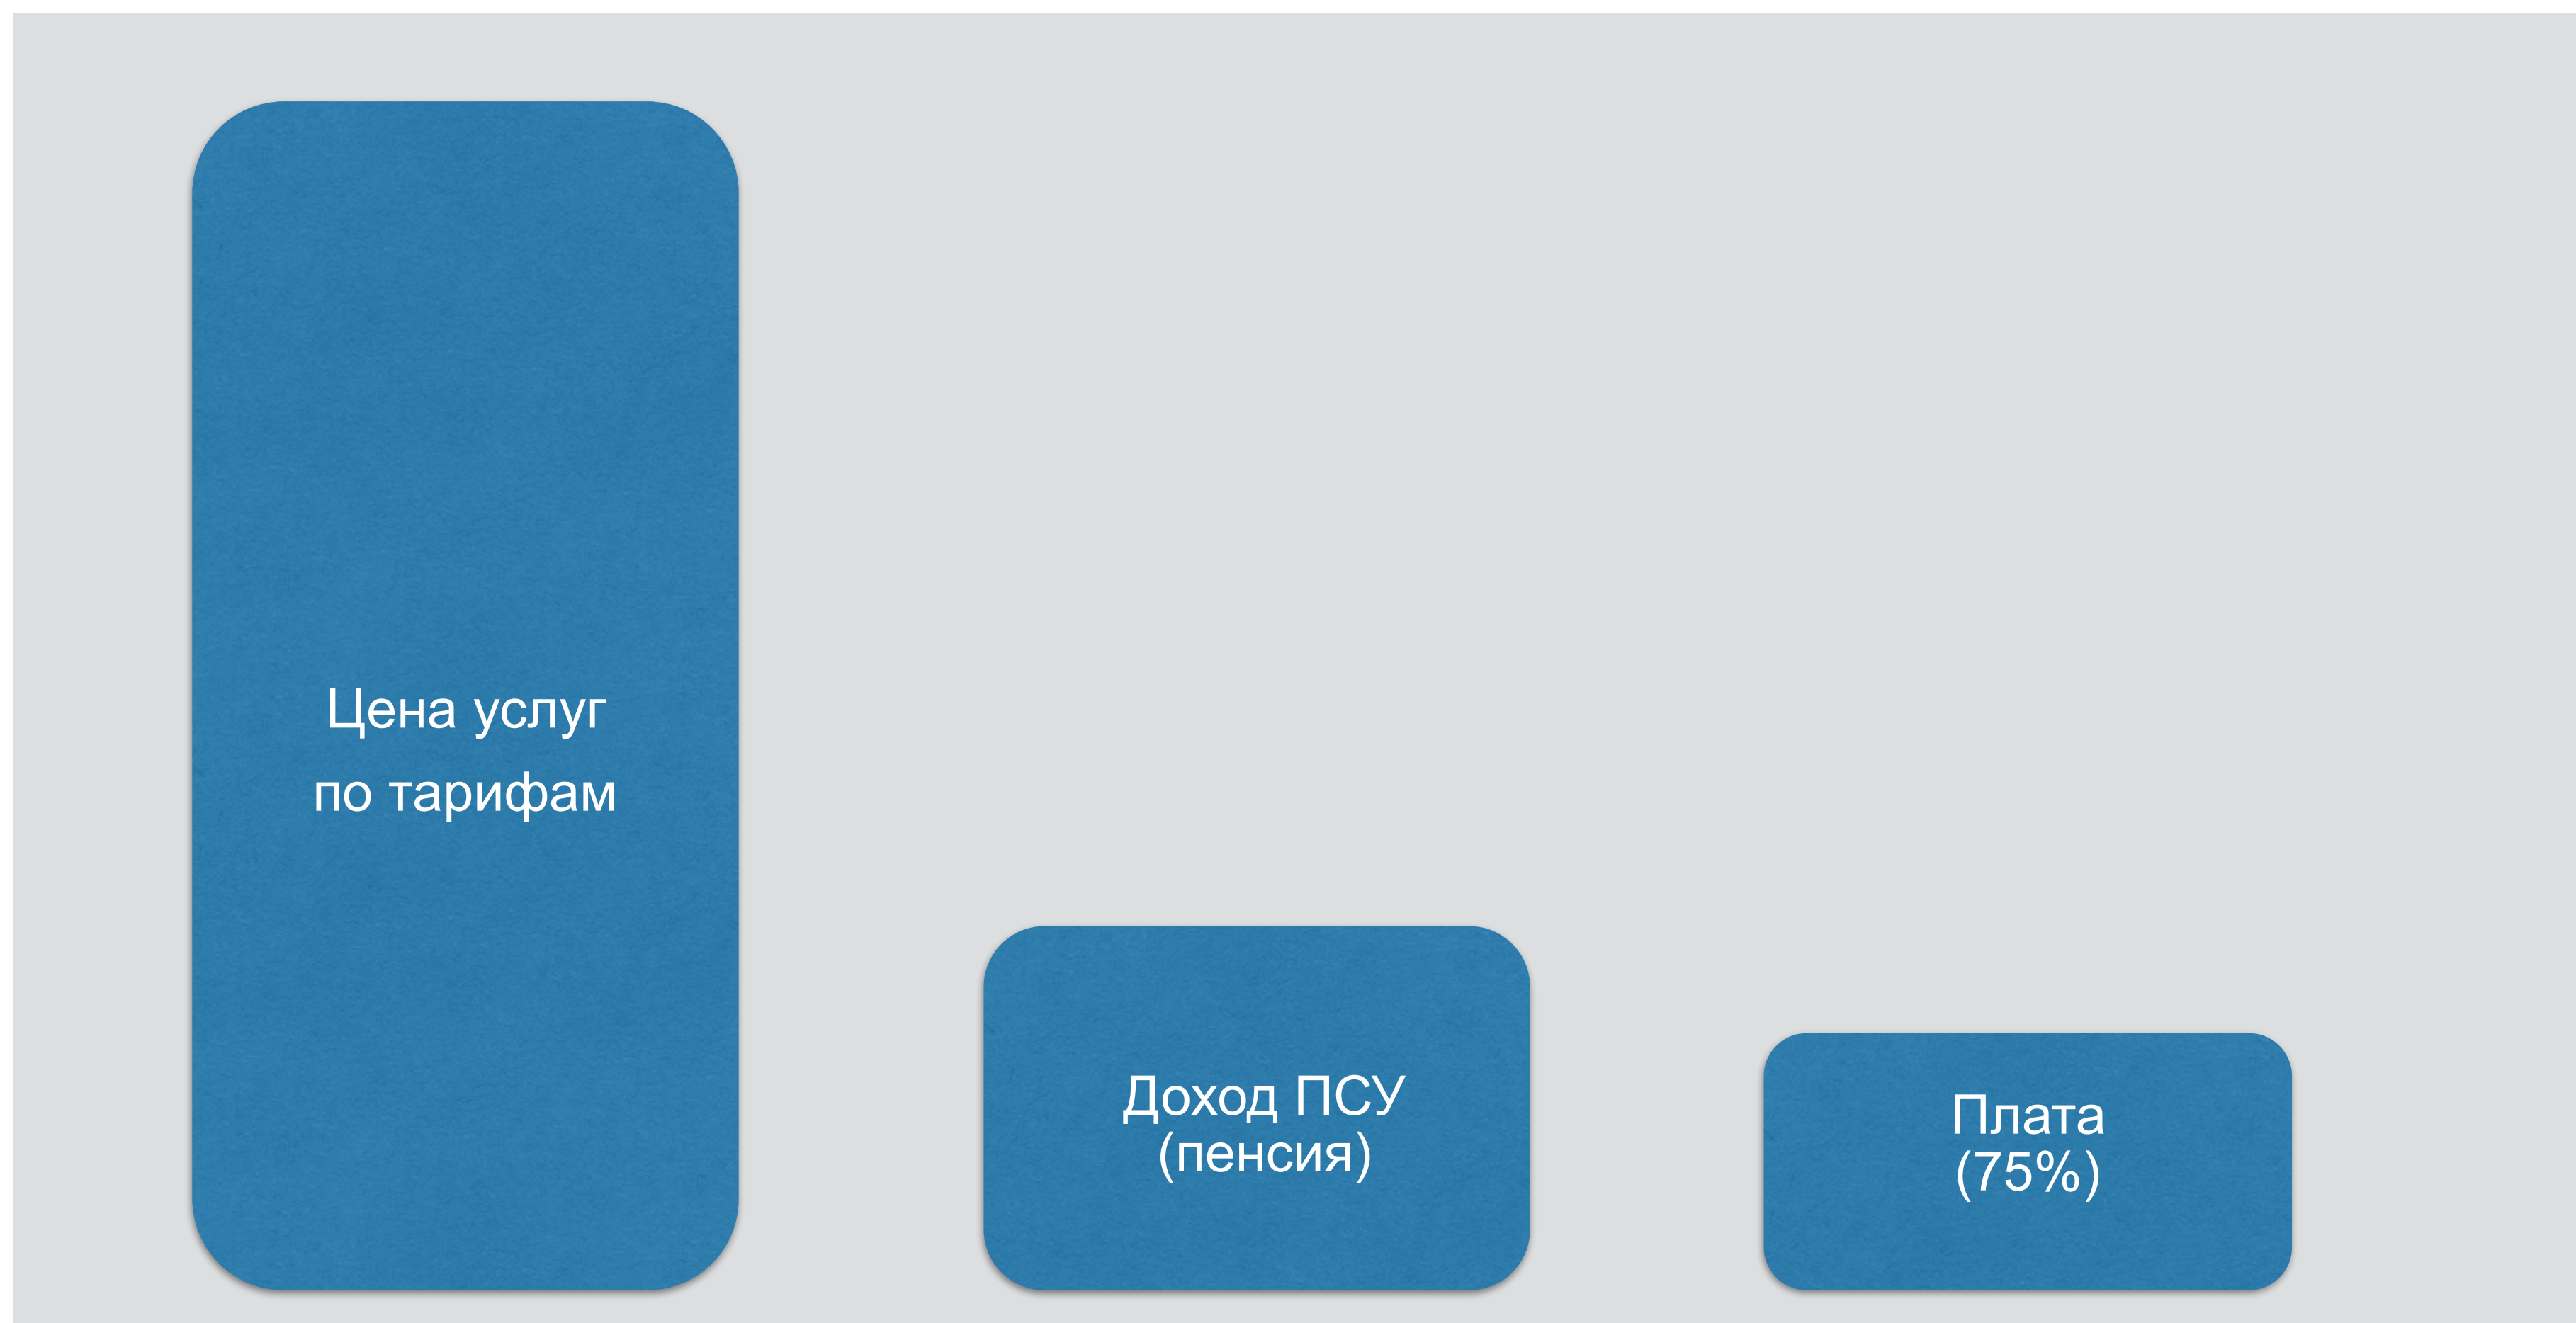 Цена услуг
по тарифам
Доход ПСУ
(пенсия)
Плата
(75%)